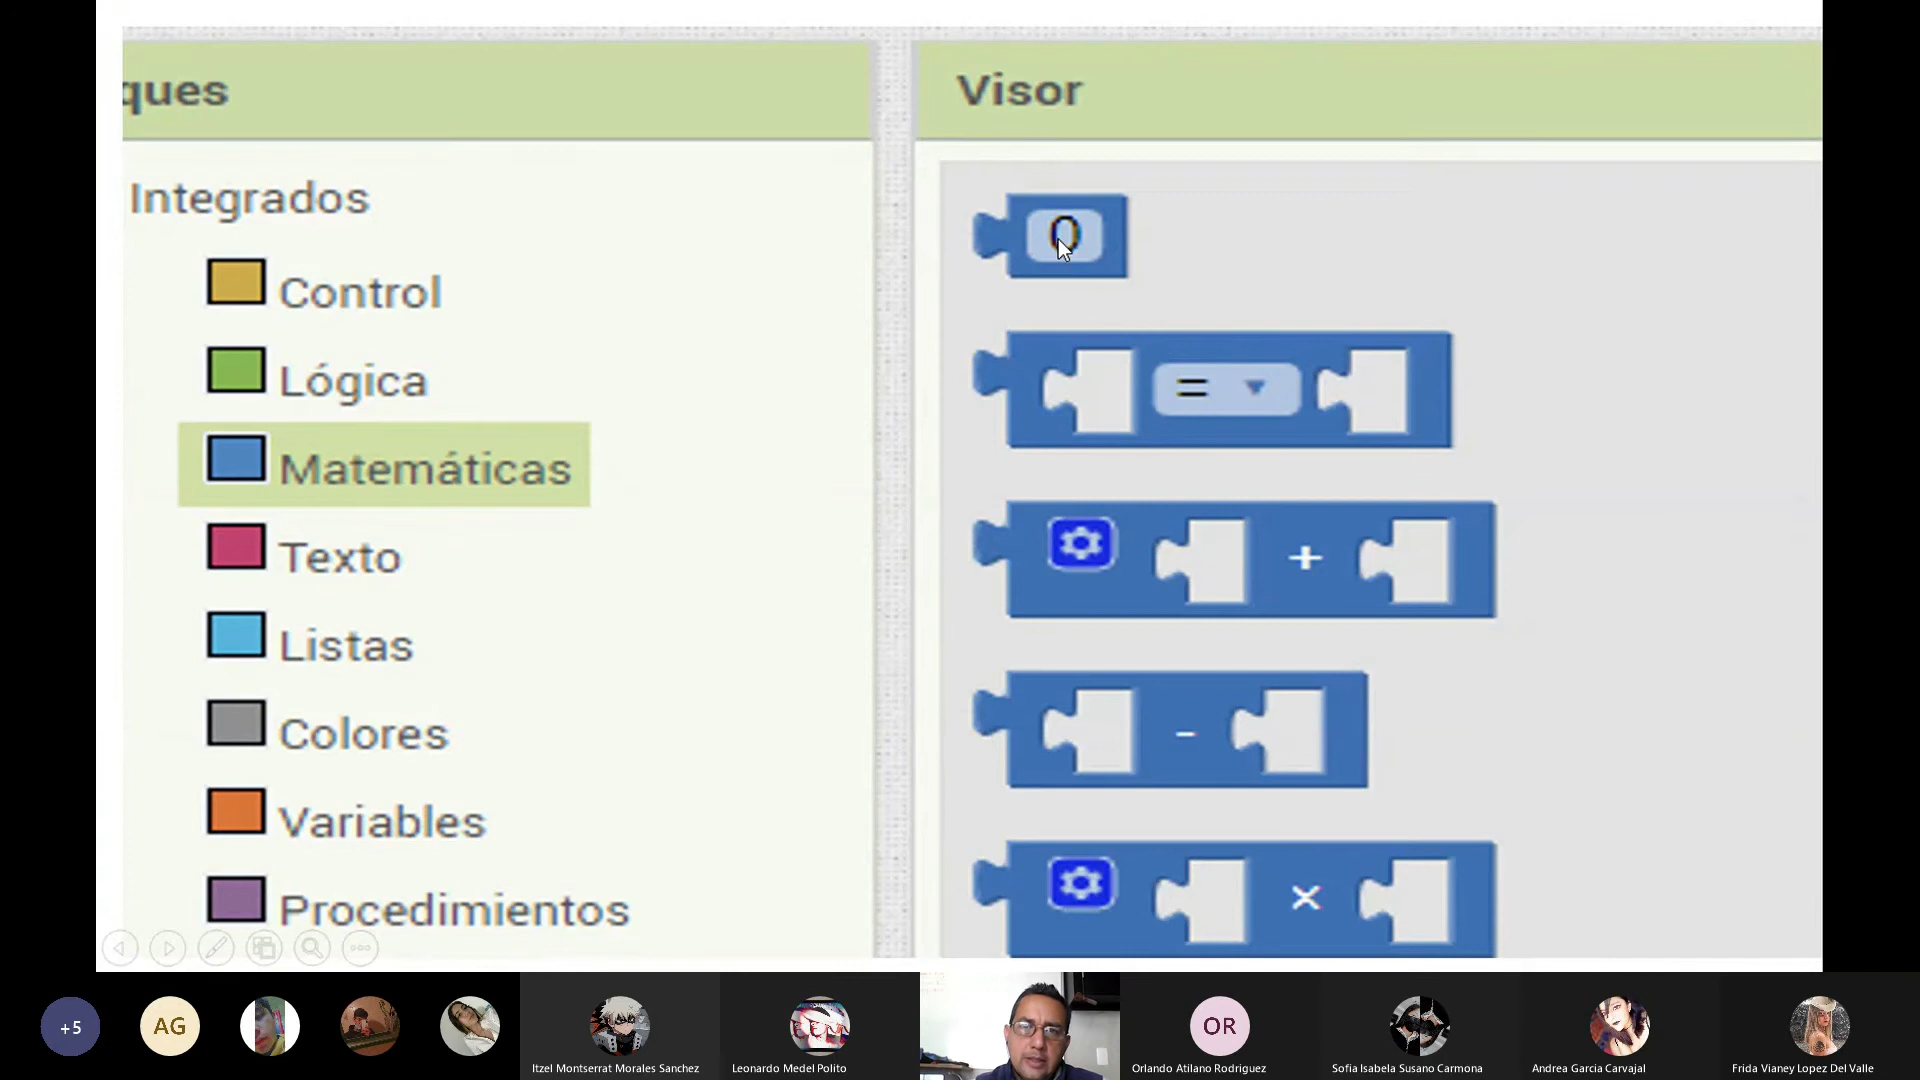 ques
Visor
Integrados
Control
Lógica
Matemáticas
Texto
Listas
Colores
Variables
Procedimientos
0
=
+
-
×
+5
AG
Itzel Montserrat Morales Sanchez
Leonardo Medel Polito
OR
Orlando Atilano Rodriguez
Sofia Isabela Susano Carmona
Andrea Garcia Carvajal
Frida Vianey Lopez Del Valle